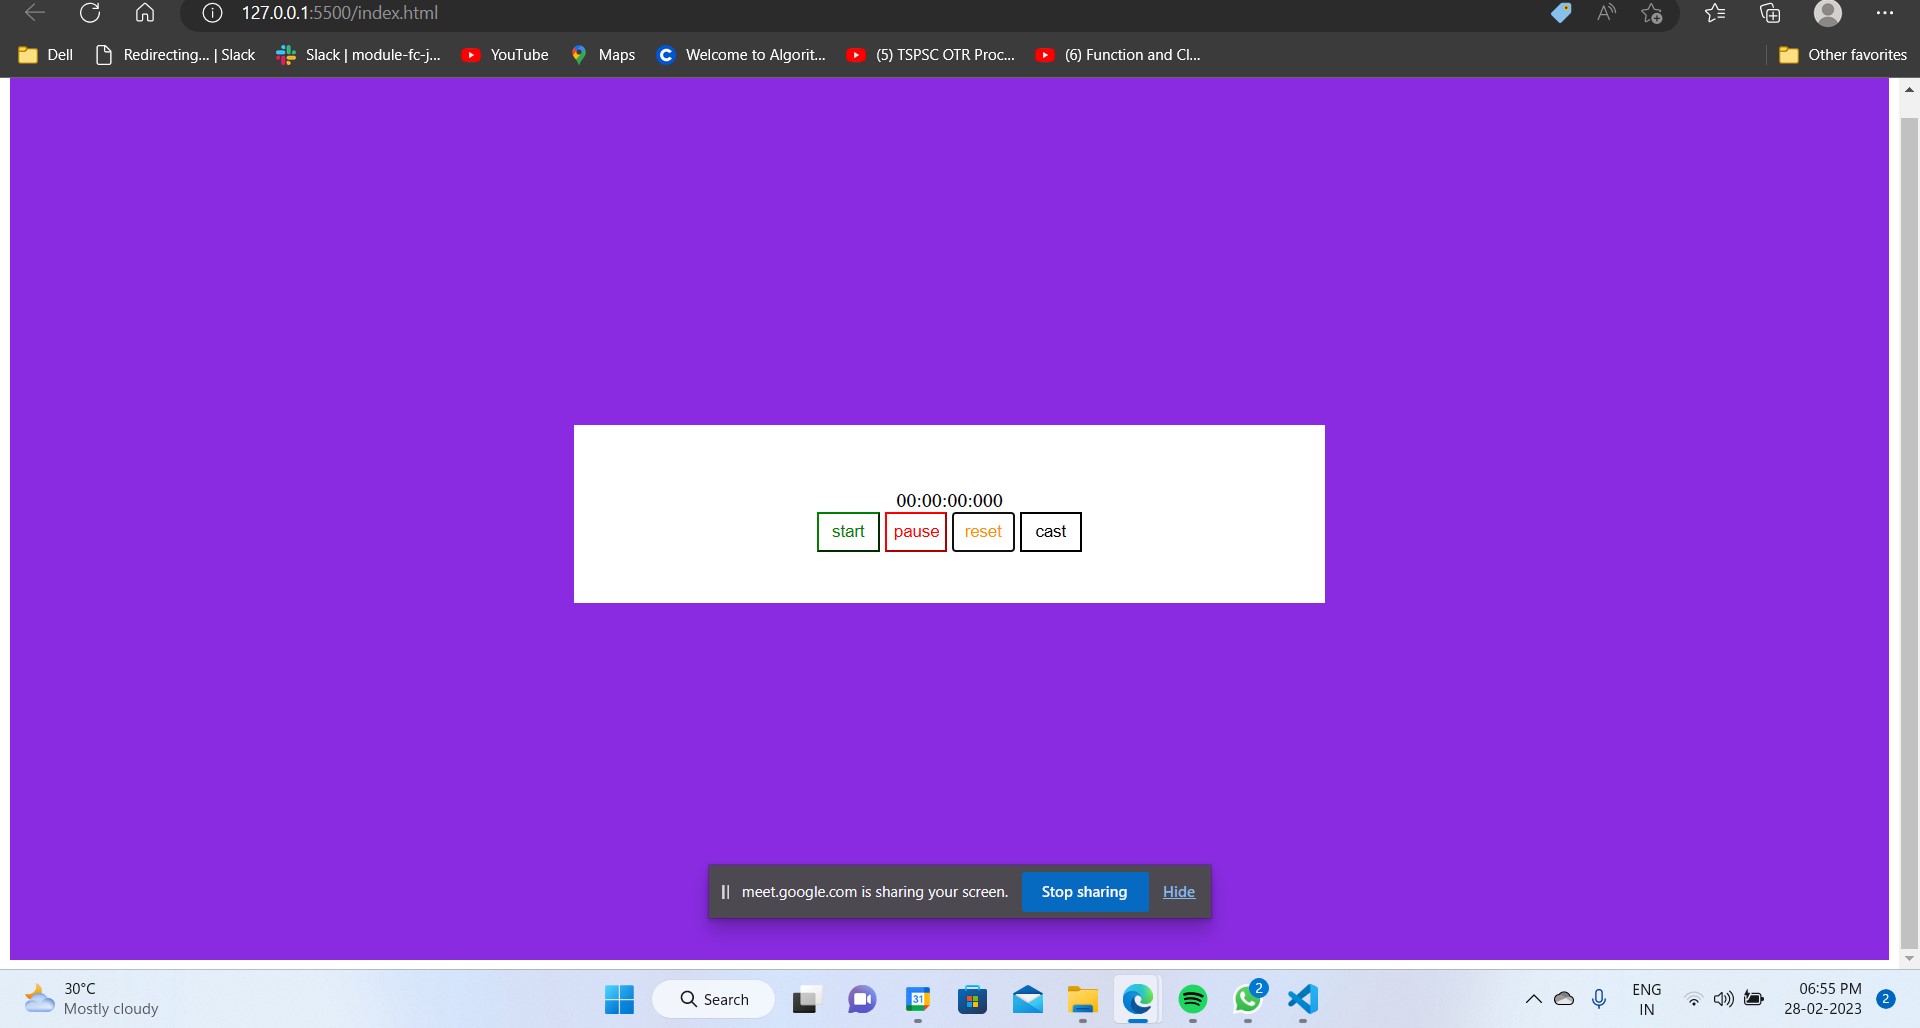 127.0.0.1:5500/index.html
Dell Redirecting... | Slack Slack | module-fc-j... YouTube Maps Welcome to Algorit... (5) TSPSC OTR Proc... (6) Function and Cl... Other favorites
00:00:00:000
start pause reset cast
meet.google.com is sharing your screen. Stop sharing Hide
30°C
Mostly cloudy
Search
31
2
ENG
IN
06:55 PM
28-02-2023
2